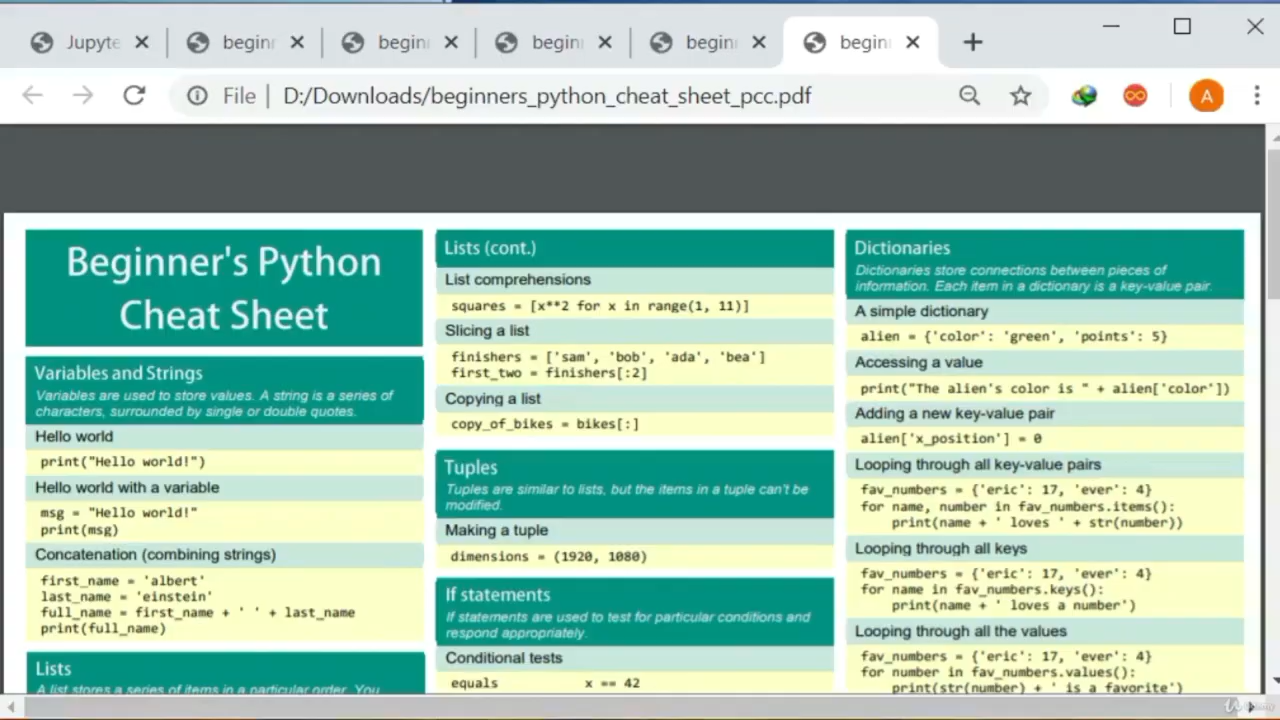 Jupyte
begin
begin
begin
begin
begin
File
D:/Downloads/beginners_python_cheat_sheet_pcc.pdf
A
Beginner's Python
Cheat Sheet
Variables and Strings
Variables are used to store values. A string is a series of
characters, surrounded by single or double quotes.
Hello world
print("Hello world!")
Hello world with a variable
msg = "Hello world!"
print(msg)
Concatenation (combining strings)
first_name = 'albert'
last_name = 'einstein'
full_name = first_name + ' ' + last_name
print(full_name)
Lists
A list stores a series of items in a particular order. You
Lists (cont.)
List comprehensions
squares = [x**2 for x in range(1, 11)]
Slicing a list
finishers = ['sam', 'bob', 'ada', 'bea']
first_two = finishers[:2]
Copying a list
copy_of_bikes = bikes[:]
Tuples
Tuples are similar to lists, but the items in a tuple can't be
modified.
Making a tuple
dimensions = (1920, 1080)
If statements
If statements are used to test for particular conditions and
respond appropriately.
Conditional tests
equals x == 42
Dictionaries
Dictionaries store connections between pieces of
information. Each item in a dictionary is a key-value pair.
A simple dictionary
alien = {'color': 'green', 'points': 5}
Accessing a value
print("The alien's color is " + alien['color'])
Adding a new key-value pair
alien['x_position'] = 0
Looping through all key-value pairs
fav_numbers = {'eric': 17, 'ever': 4}
for name, number in fav_numbers.items():
print(name + ' loves ' + str(number))
Looping through all keys
fav_numbers = {'eric': 17, 'ever': 4}
for name in fav_numbers.keys():
print(name + ' loves a number')
Looping through all the values
fav_numbers = {'eric': 17, 'ever': 4}
for number in fav_numbers.values():
print(str(number) + ' is a favorite')